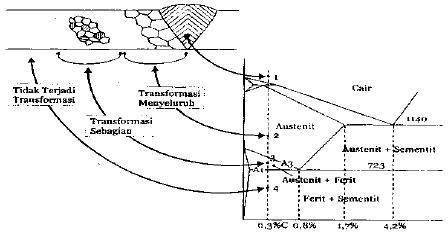 1
Cair
Tidak Terjadi
Transformasi
Transformasi
Menyeluruh
Transformasi
Sebagian
Austenit
1140
2
Austenit + Sementit
3
A3
723
A1
Austenit + Ferit
4
Ferit + Sementit
0.3%C
0,8%
1,7%
4,2%